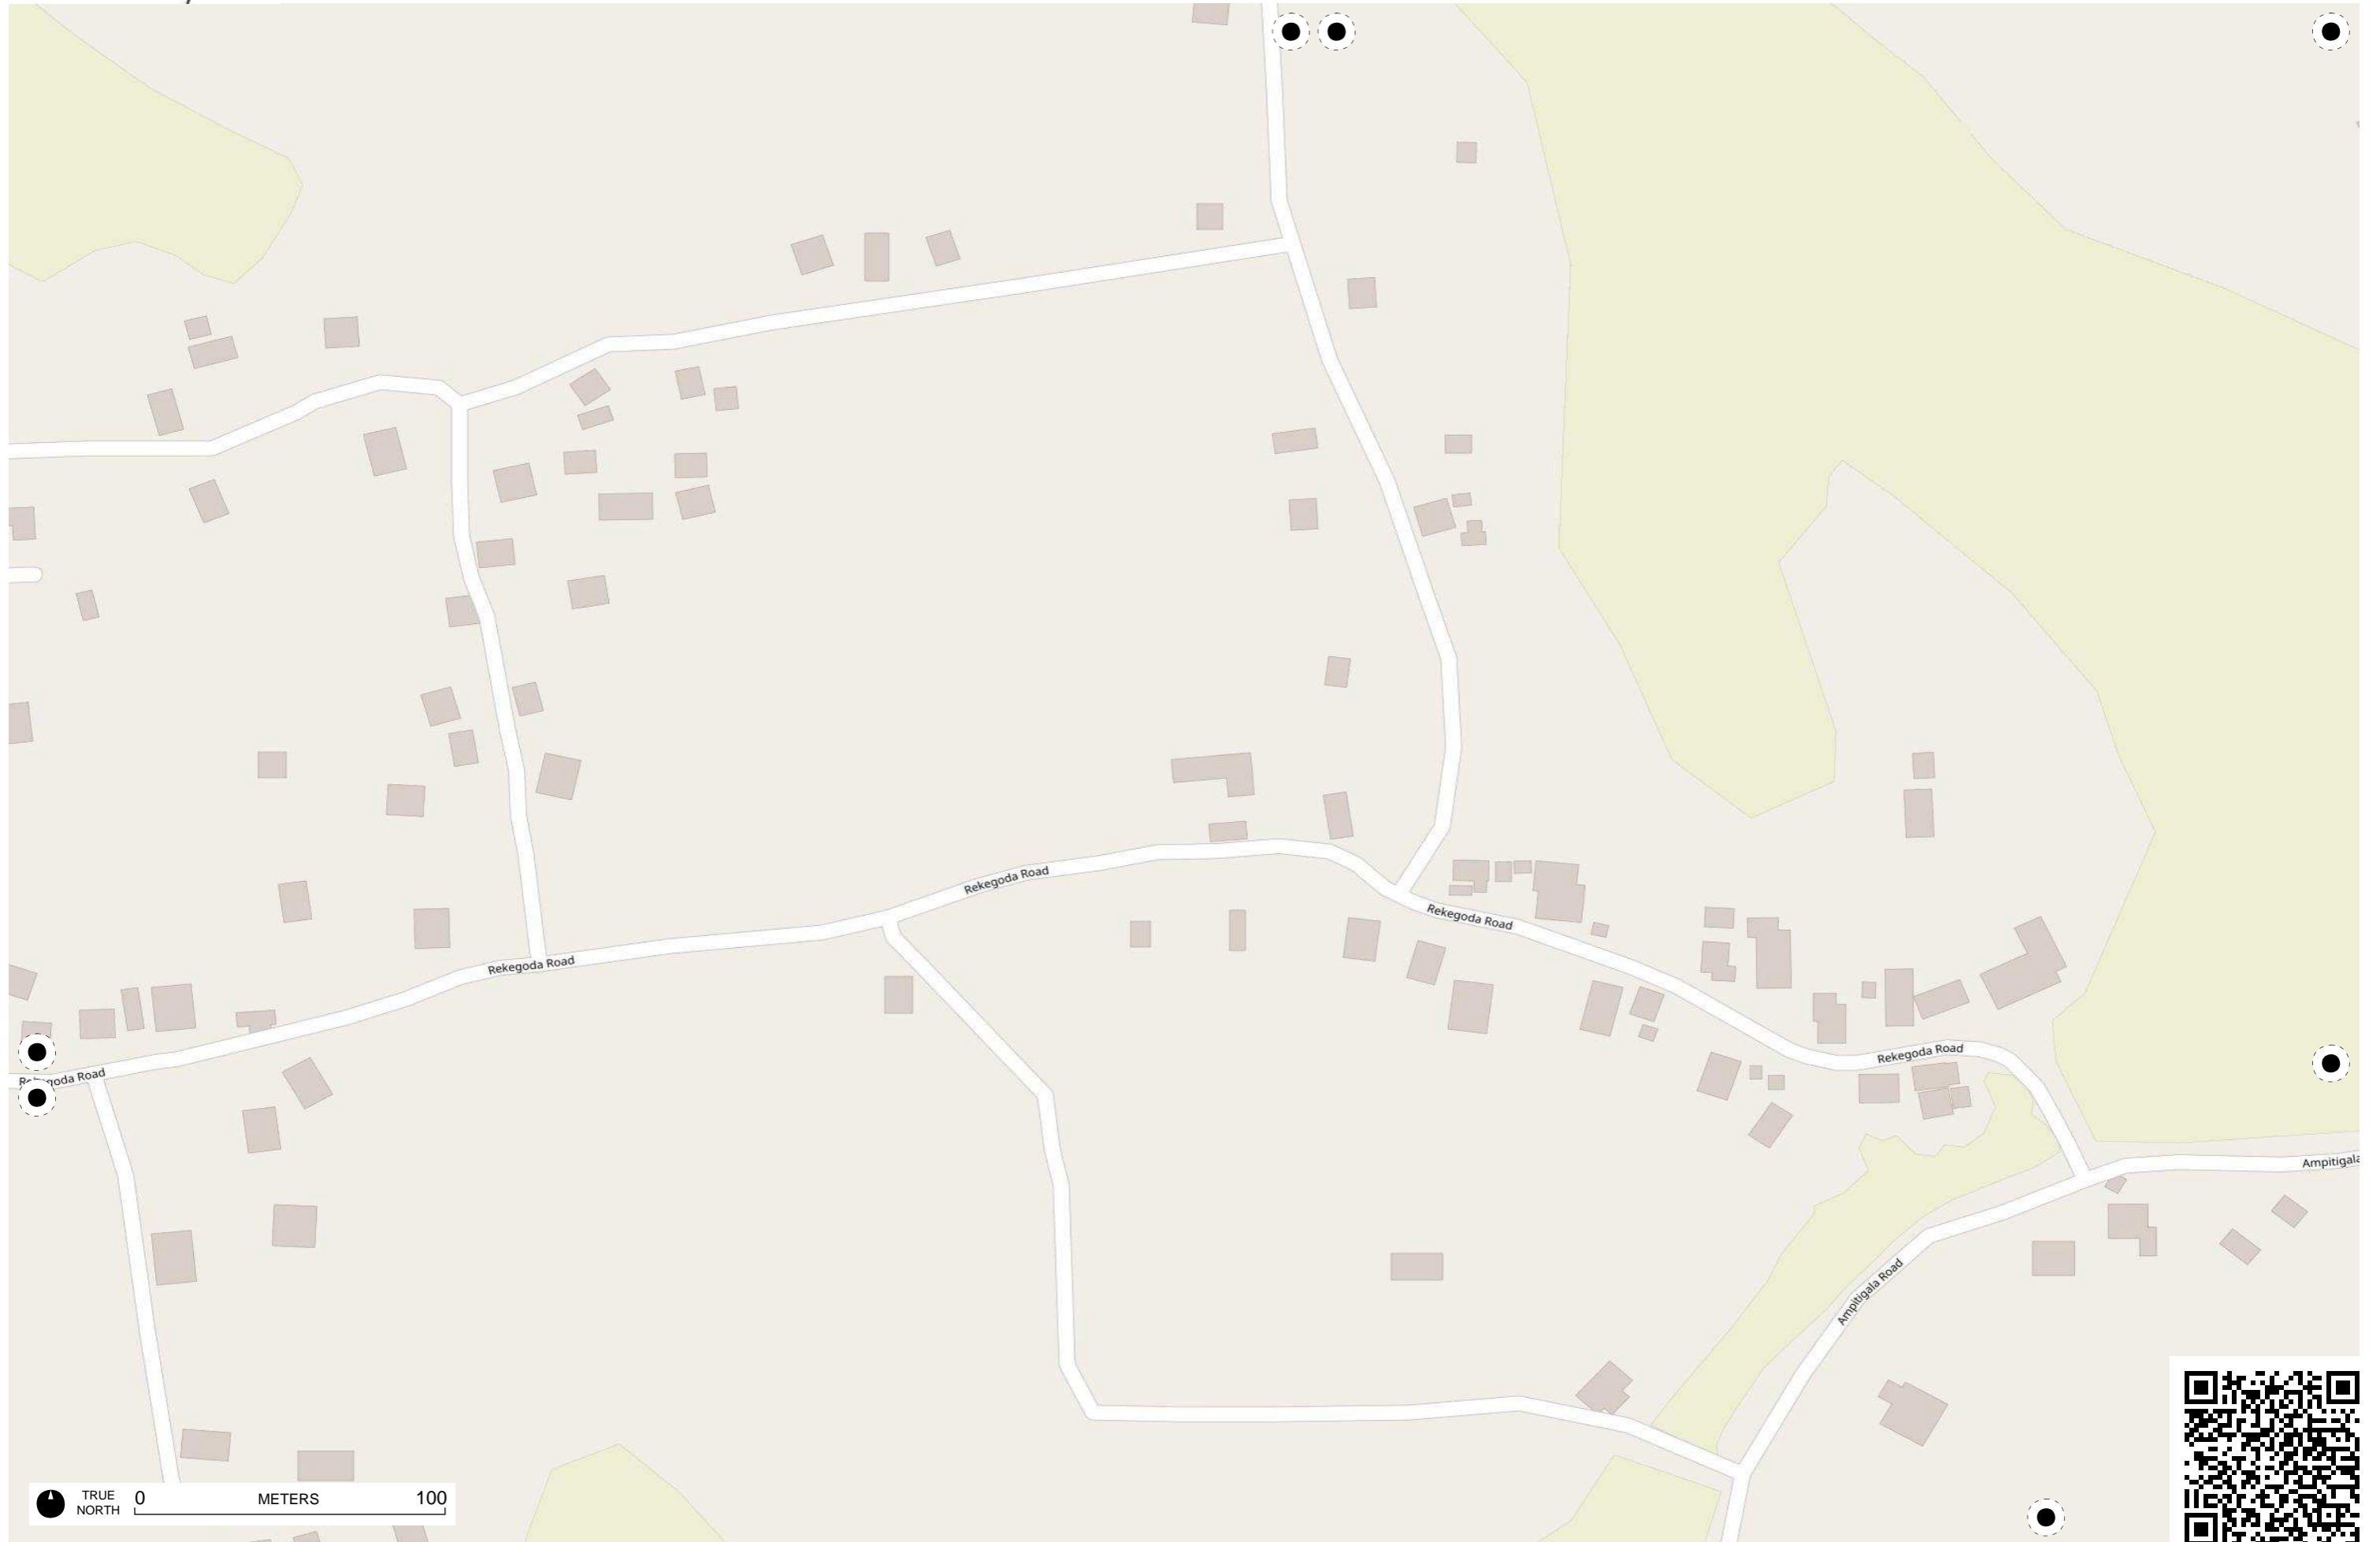 Rekegoda Road
Rekegoda Road
Rekegoda Road
Rekegoda Road
Ampitigala
Ampitigala Road
TRUE NORTH
0 METERS 100